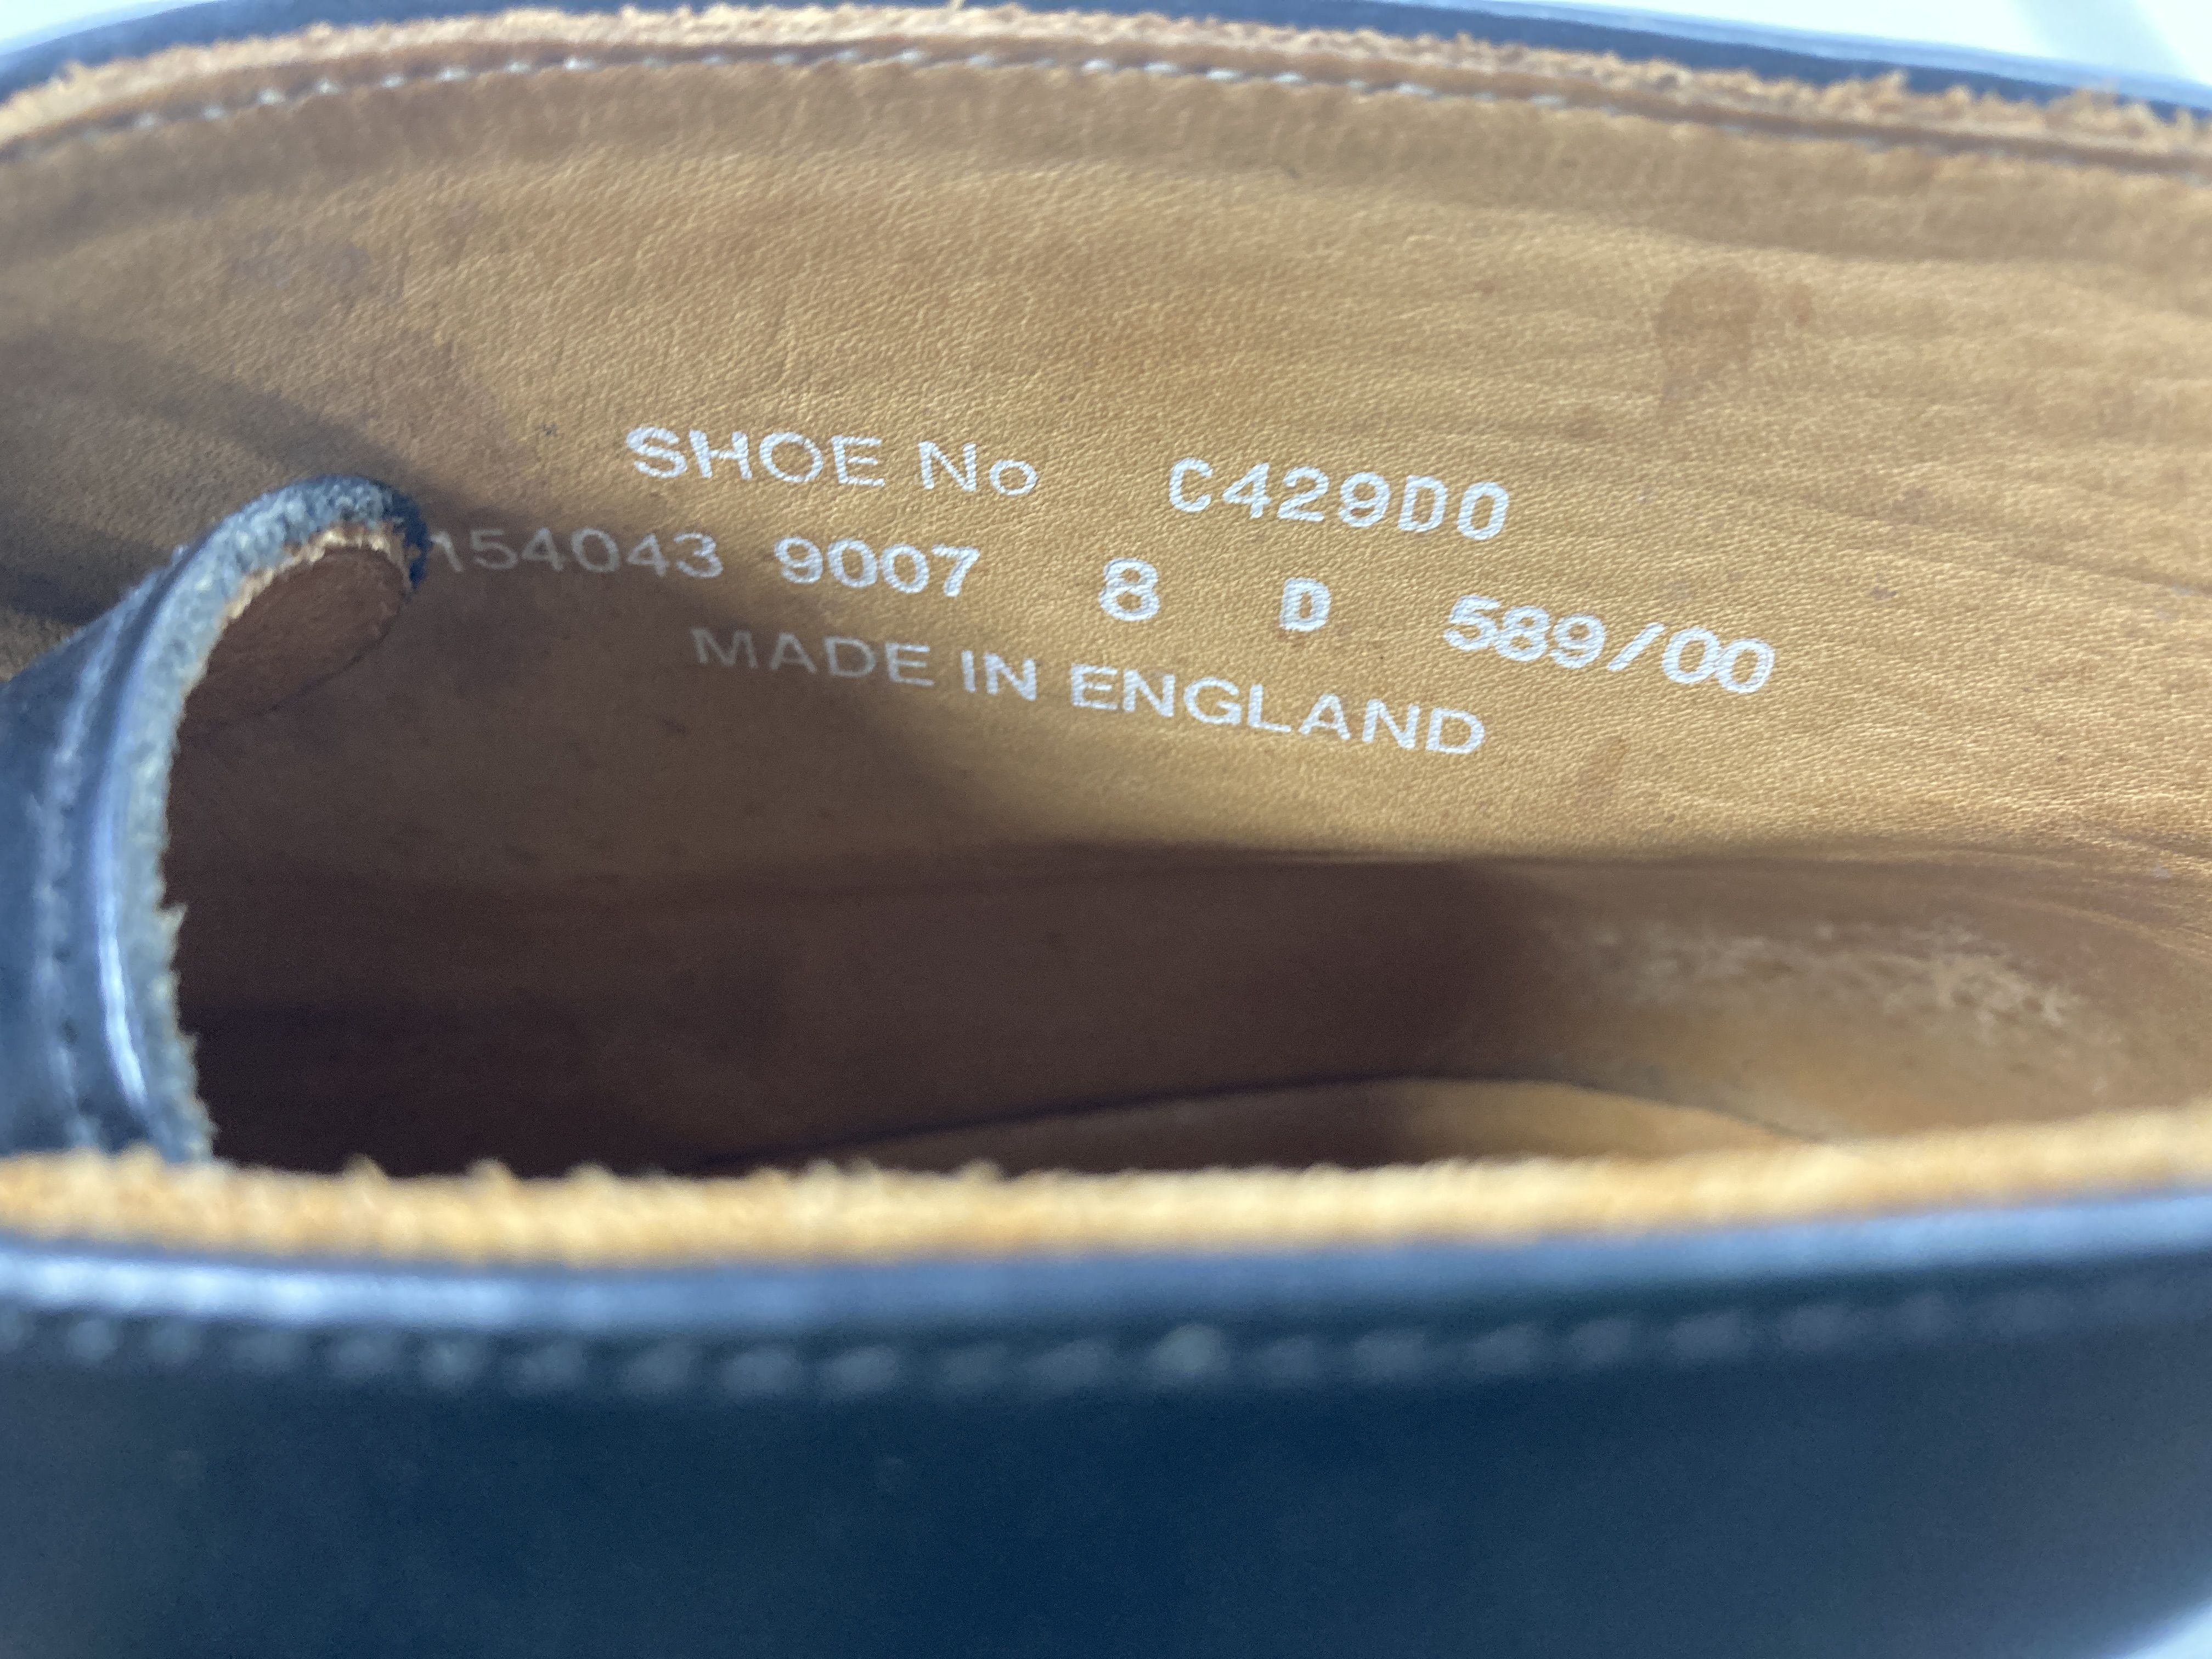 SHOE No C429D0
154043 9007 8 D 589/00
MADE IN ENGLAND